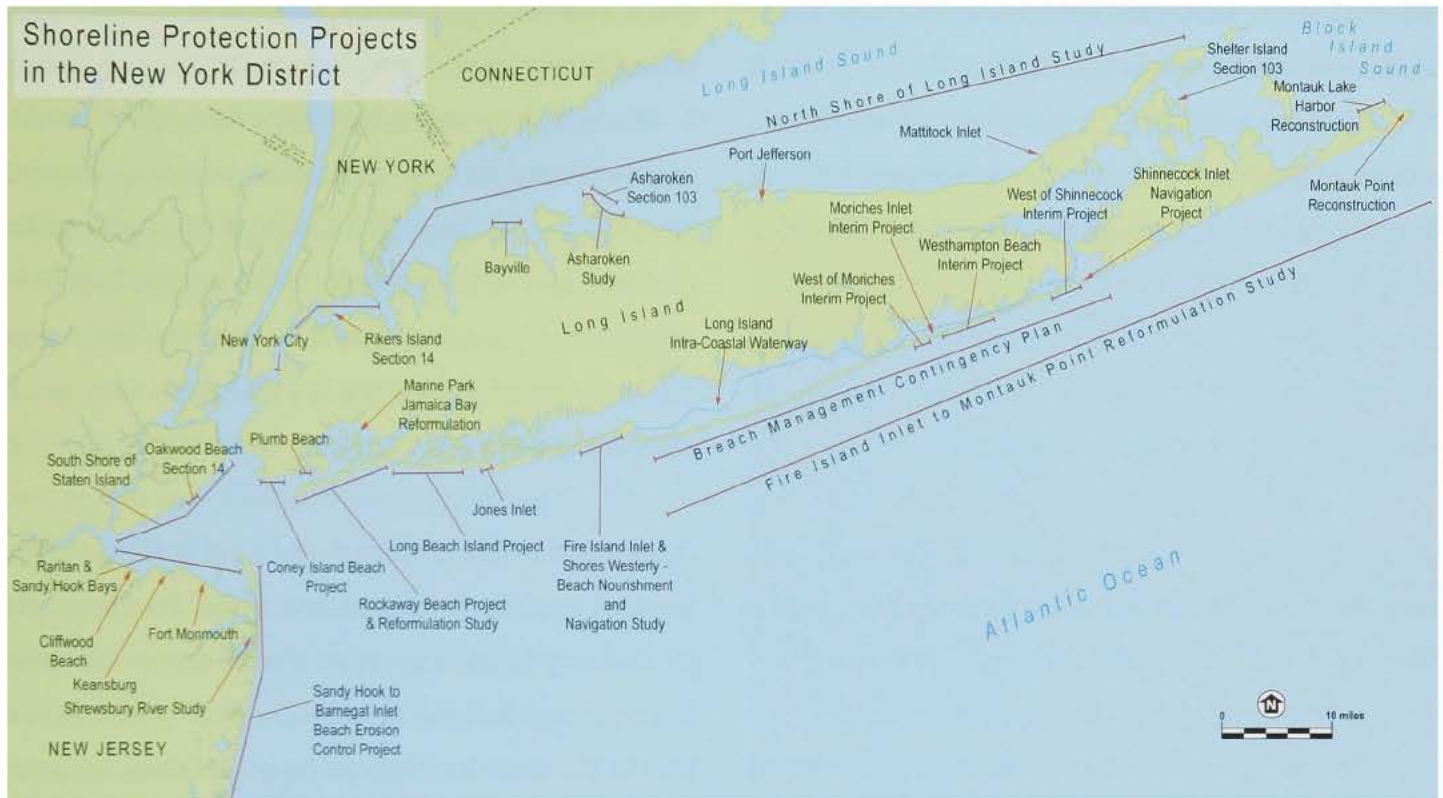 Shoreline Protection Projects
in the New York District
CONNECTICUT
NEW YORK
NEW JERSEY
Long Island Sound
Block
Island
Sound
Atlantic Ocean
Long Island
North Shore of Long Island Study
Shelter Island
Section 103
Montauk Lake
Harbor
Reconstruction
Mattitock Inlet
Port Jefferson
Asharoken
Section 103
Shinnecock Inlet
Navigation
Project
Montauk Point
Reconstruction
West of Shinnecock
Interim Project
Moriches Inlet
Interim Project
Westhampton Beach
Interim Project
West of Moriches
Interim Project
Bayville
Asharoken
Study
Long Island
Intra-Coastal Waterway
New York City
Rikers Island
Section 14
Breach Management Contingency Plan
Fire Island Inlet to Montauk Point Reformulation Study
Marine Park
Jamaica Bay
Reformulation
Plumb Beach
Oakwood Beach
Section 14
South Shore of
Staten Island
Jones Inlet
Long Beach Island Project
Fire Island Inlet &
Shores Westerly -
Beach Nourishment
and
Navigation Study
Raritan &
Sandy Hook Bays
Coney Island Beach
Project
Rockaway Beach Project
& Reformulation Study
Fort Monmouth
Cliffwood
Beach
Keansburg
Shrewsbury River Study
Sandy Hook to
Barnegat Inlet
Beach Erosion
Control Project
N
0 10 miles